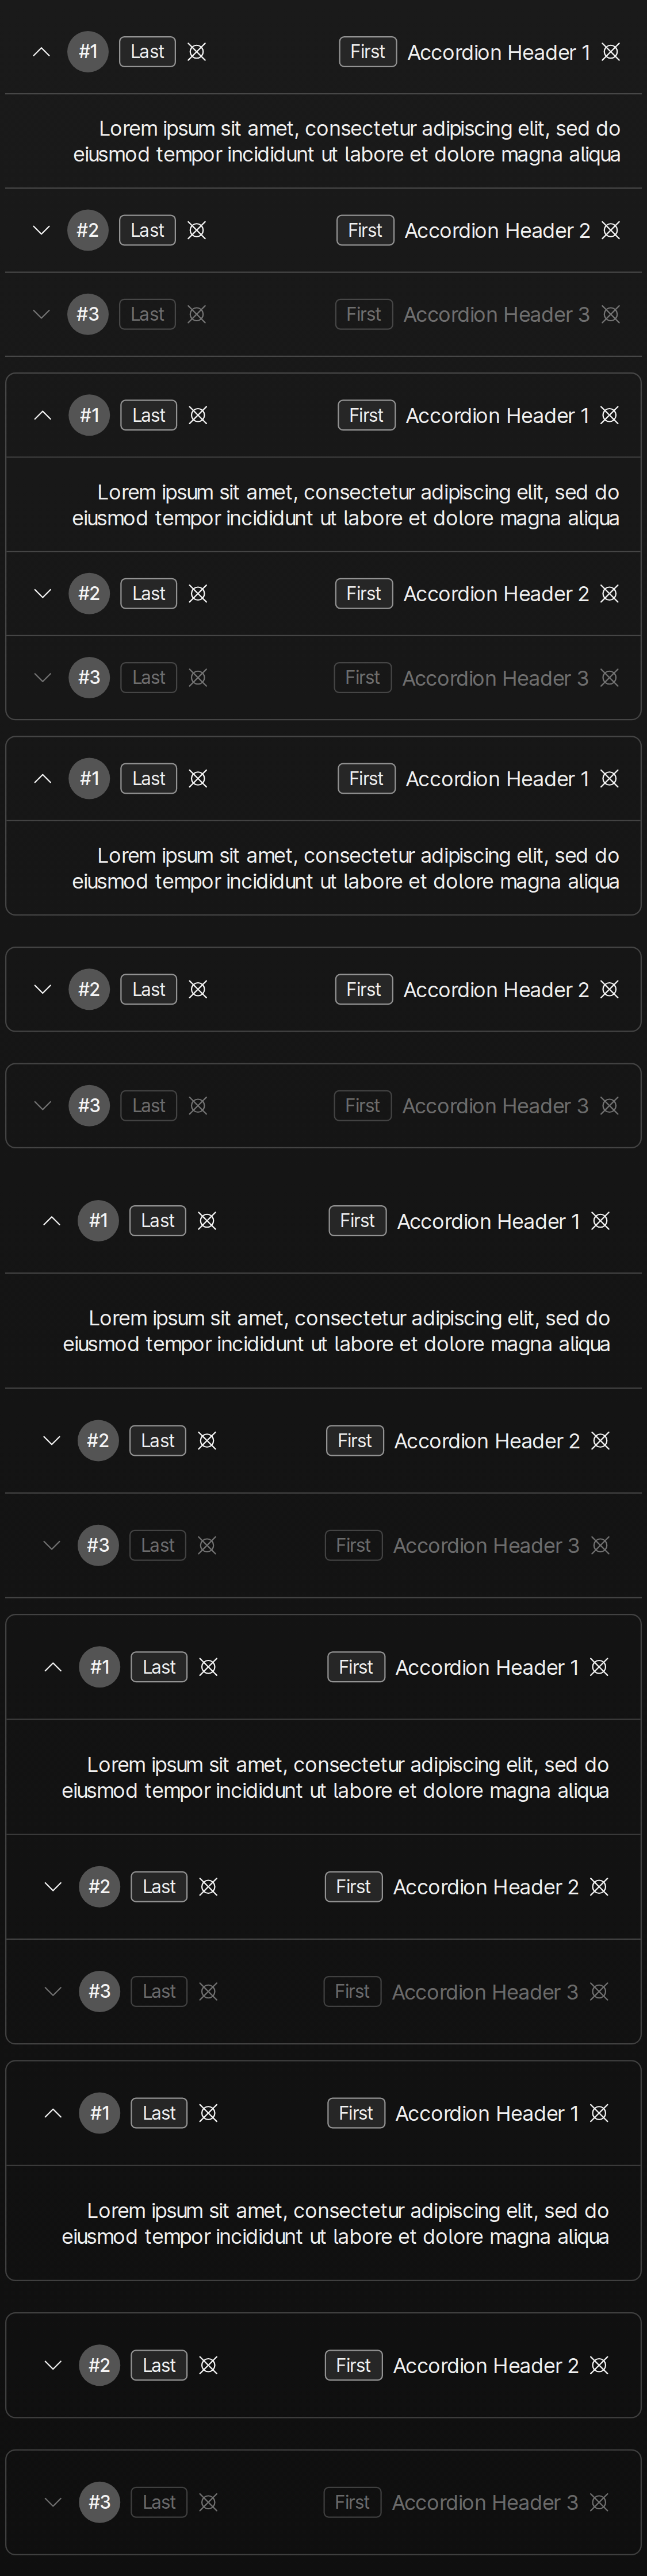 #1 Last First Accordion Header 1
Lorem ipsum sit amet, consectetur adipiscing elit, sed do
eiusmod tempor incididunt ut labore et dolore magna aliqua
#2 Last First Accordion Header 2
#3 Last First Accordion Header 3
#1 Last First Accordion Header 1
Lorem ipsum sit amet, consectetur adipiscing elit, sed do
eiusmod tempor incididunt ut labore et dolore magna aliqua
#2 Last First Accordion Header 2
#3 Last First Accordion Header 3
#1 Last First Accordion Header 1
Lorem ipsum sit amet, consectetur adipiscing elit, sed do
eiusmod tempor incididunt ut labore et dolore magna aliqua
#2 Last First Accordion Header 2
#3 Last First Accordion Header 3
#1 Last First Accordion Header 1
Lorem ipsum sit amet, consectetur adipiscing elit, sed do
eiusmod tempor incididunt ut labore et dolore magna aliqua
#2 Last First Accordion Header 2
#3 Last First Accordion Header 3
#1 Last First Accordion Header 1
Lorem ipsum sit amet, consectetur adipiscing elit, sed do
eiusmod tempor incididunt ut labore et dolore magna aliqua
#2 Last First Accordion Header 2
#3 Last First Accordion Header 3
#1 Last First Accordion Header 1
Lorem ipsum sit amet, consectetur adipiscing elit, sed do
eiusmod tempor incididunt ut labore et dolore magna aliqua
#2 Last First Accordion Header 2
#3 Last First Accordion Header 3